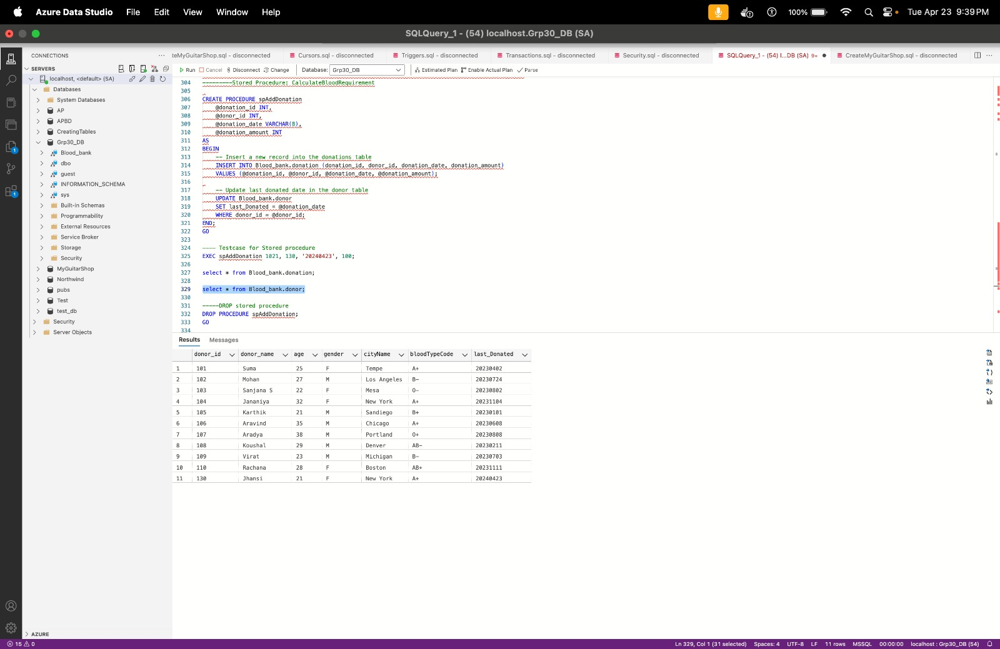 Azure Data Studio File Edit View Window Help 100% Tue Apr 23 9:39 PM
SQLQuery_1 - (54) localhost.Grp30_DB (SA)
CONNECTIONS
teMyGuitarShop.sql - disconnected Cursors.sql - disconnected Triggers.sql - disconnected Transactions.sql - disconnected Security.sql - disconnected SQLQuery_1 - (54) l...DB (SA) 9+ CreateMyGuitarShop.sql - disconnected
SERVERS
Run Cancel Disconnect Change Database: Grp30_DB Estimated Plan Enable Actual Plan Parse
localhost, <default> (SA)
Databases
System Databases
AP
APBD
CreatingTables
Grp30_DB
Blood_bank
dbo
guest
INFORMATION_SCHEMA
sys
Built-in Schemas
Programmability
External Resources
Service Broker
Storage
Security
MyGuitarShop
Northwind
pubs
Test
test_db
Security
Server Objects
AZURE
1
1
304 ---------Stored Procedure: CalculateBloodRequirement
305
306 CREATE PROCEDURE spAddDonation
307 @donation_id INT,
308 @donor_id INT,
309 @donation_date VARCHAR(8),
310 @donation_amount INT
311 AS
312 BEGIN
313 -- Insert a new record into the donations table
314 INSERT INTO Blood_bank.donation (donation_id, donor_id, donation_date, donation_amount)
315 VALUES (@donation_id, @donor_id, @donation_date, @donation_amount);
316
317 -- Update last donated date in the donor table
318 UPDATE Blood_bank.donor
319 SET last_Donated = @donation_date
320 WHERE donor_id = @donor_id;
321 END;
322 GO
323
324 ---- Testcase for Stored procedure
325 EXEC spAddDonation 1021, 130, '20240423', 100;
326
327 select * from Blood_bank.donation;
328
329 select * from Blood_bank.donor;
330
331 -----DROP stored procedure
332 DROP PROCEDURE spAddDonation;
333 GO
334
Results Messages
donor_id donor_name age gender cityName bloodTypeCode last_Donated
1 101 Suma 25 F Tempe A+ 20230402
2 102 Mohan 27 M Los Angeles B- 20230724
3 103 Sanjana S 22 F Mesa O- 20230802
4 104 Jananiya 32 F New York A+ 20231104
5 105 Karthik 21 M Sandiego B+ 20230101
6 106 Aravind 35 M Chicago A+ 20230608
7 107 Aradya 38 M Portland O+ 20230808
8 108 Koushal 29 M Denver AB- 20230211
9 109 Virat 23 M Michigan B- 20230703
10 110 Rachana 28 F Boston AB+ 20231111
11 130 Jhansi 21 F New York A+ 20240423
15 0 Ln 329, Col 1 (31 selected) Spaces: 4 UTF-8 LF 11 rows MSSQL 00:00:00 localhost : Grp30_DB (54)